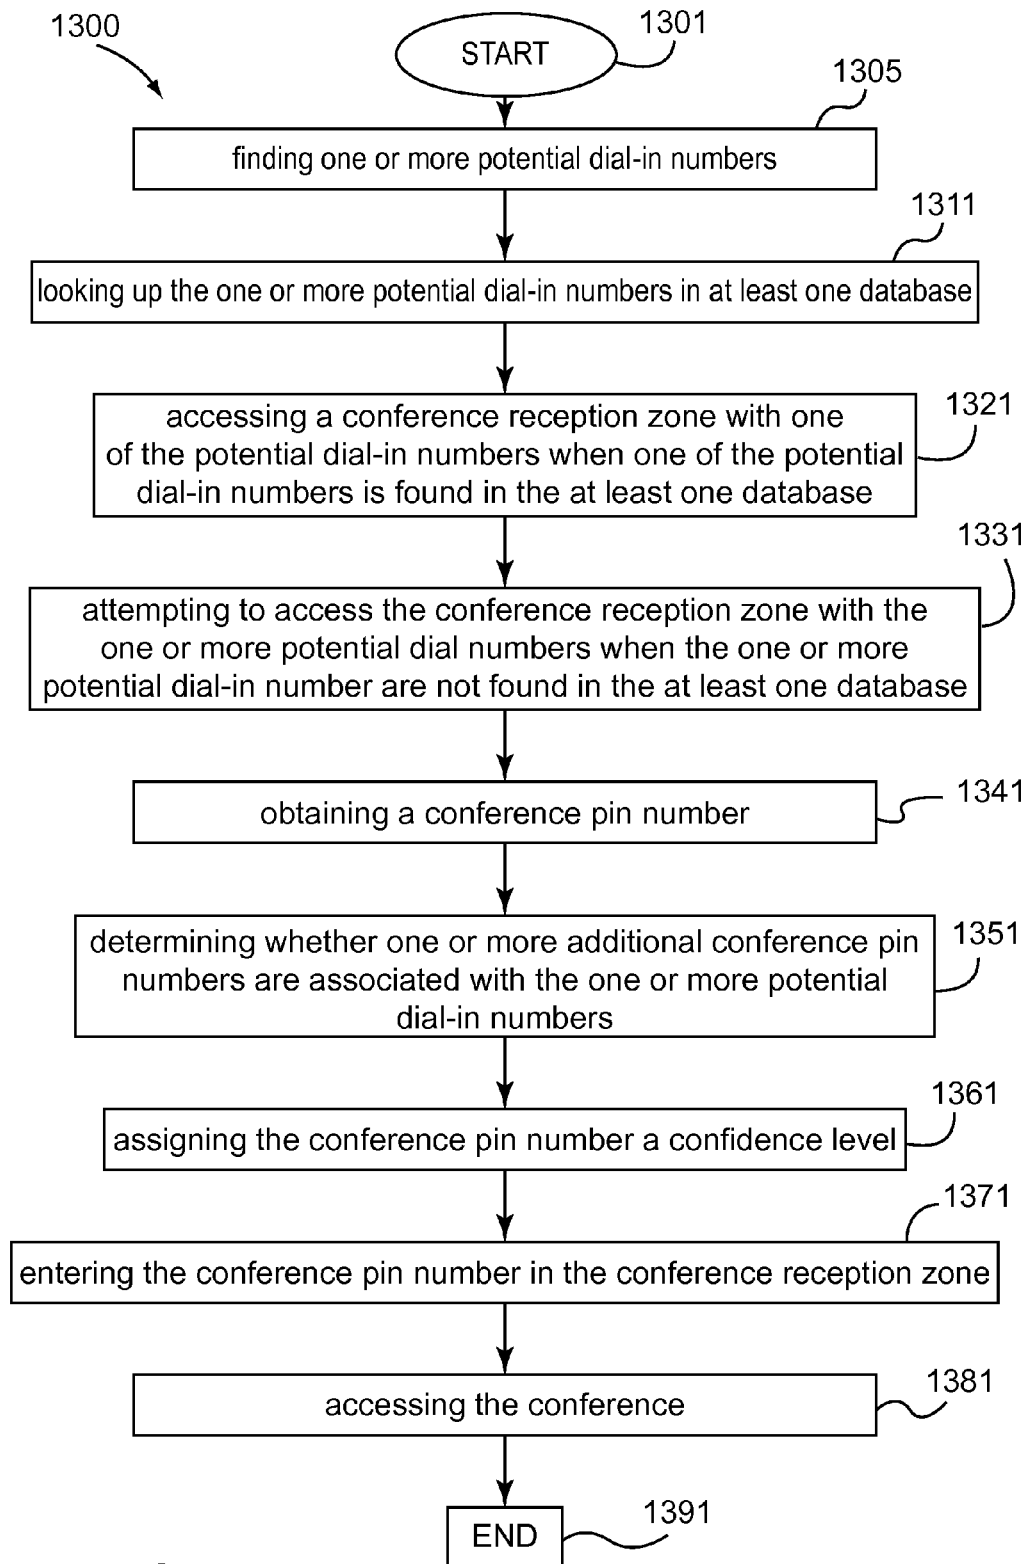 1300
START
1301
1305
finding one or more potential dial-in numbers
1311
looking up the one or more potential dial-in numbers in at least one database
1321
accessing a conference reception zone with one
of the potential dial-in numbers when one of the potential
dial-in numbers is found in the at least one database
1331
attempting to access the conference reception zone with the
one or more potential dial numbers when the one or more
potential dial-in number are not found in the at least one database
1341
obtaining a conference pin number
1351
determining whether one or more additional conference pin
numbers are associated with the one or more potential
dial-in numbers
1361
assigning the conference pin number a confidence level
1371
entering the conference pin number in the conference reception zone
1381
accessing the conference
1391
END